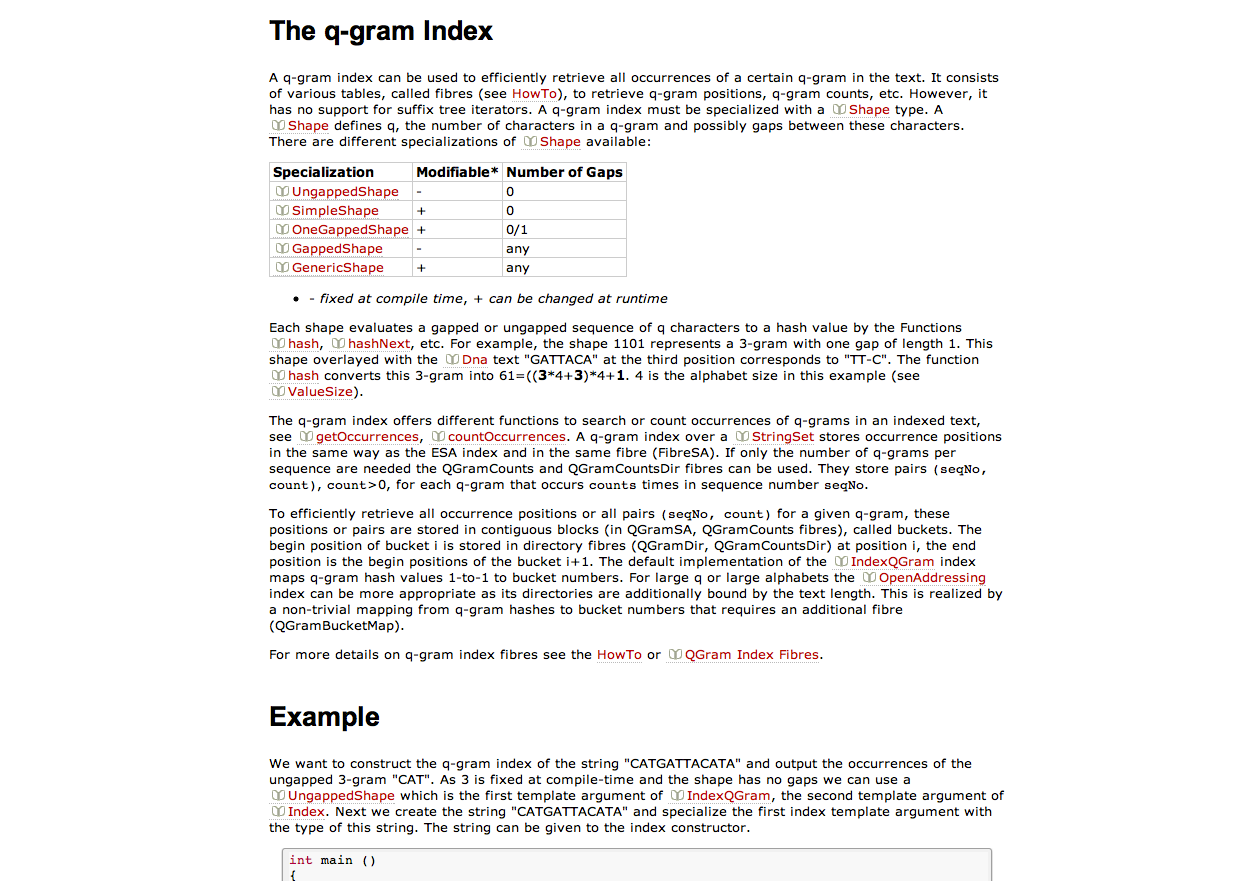 The q-gram Index
A q-gram index can be used to efficiently retrieve all occurrences of a certain q-gram in the text. It consists
of various tables, called fibres (see HowTo), to retrieve q-gram positions, q-gram counts, etc. However, it
has no support for suffix tree iterators. A q-gram index must be specialized with a Shape type. A
Shape defines q, the number of characters in a q-gram and possibly gaps between these characters.
There are different specializations of Shape available:
Specialization Modifiable* Number of Gaps
UngappedShape - 0
SimpleShape + 0
OneGappedShape + 0/1
GappedShape - any
GenericShape + any
• - fixed at compile time, + can be changed at runtime
Each shape evaluates a gapped or ungapped sequence of q characters to a hash value by the Functions
hash, hashNext, etc. For example, the shape 1101 represents a 3-gram with one gap of length 1. This
shape overlayed with the Dna text "GATTACA" at the third position corresponds to "TT-C". The function
hash converts this 3-gram into 61=((3*4+3)*4+1. 4 is the alphabet size in this example (see
ValueSize).
The q-gram index offers different functions to search or count occurrences of q-grams in an indexed text,
see getOccurrences, countOccurrences. A q-gram index over a StringSet stores occurrence positions
in the same way as the ESA index and in the same fibre (FibreSA). If only the number of q-grams per
sequence are needed the QGramCounts and QGramCountsDir fibres can be used. They store pairs (seqNo,
count), count>0, for each q-gram that occurs counts times in sequence number seqNo.
To efficiently retrieve all occurrence positions or all pairs (seqNo, count) for a given q-gram, these
positions or pairs are stored in contiguous blocks (in QGramSA, QGramCounts fibres), called buckets. The
begin position of bucket i is stored in directory fibres (QGramDir, QGramCountsDir) at position i, the end
position is the begin positions of the bucket i+1. The default implementation of the IndexQGram index
maps q-gram hash values 1-to-1 to bucket numbers. For large q or large alphabets the OpenAddressing
index can be more appropriate as its directories are additionally bound by the text length. This is realized by
a non-trivial mapping from q-gram hashes to bucket numbers that requires an additional fibre
(QGramBucketMap).
For more details on q-gram index fibres see the HowTo or QGram Index Fibres.
Example
We want to construct the q-gram index of the string "CATGATTACATA" and output the occurrences of the
ungapped 3-gram "CAT". As 3 is fixed at compile-time and the shape has no gaps we can use a
UngappedShape which is the first template argument of IndexQGram, the second template argument of
Index. Next we create the string "CATGATTACATA" and specialize the first index template argument with
the type of this string. The string can be given to the index constructor.
int main ()
{